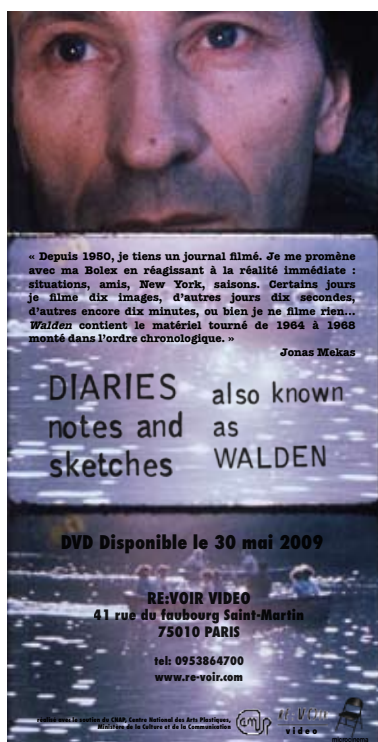 « Depuis 1950, je tiens un journal filmé. Je me promène
avec ma Bolex en réagissant à la réalité immédiate :
situations, amis, New York, saisons. Certains jours
je filme dix images, d'autres jours dix secondes,
d'autres encore dix minutes, ou bien je ne filme rien...
Walden contient le matériel tourné de 1964 à 1968
monté dans l'ordre chronologique. »
Jonas Mekas
DIARIES also known
notes and as
sketches WALDEN
DVD Disponible le 30 mai 2009
RE:VOIR VIDEO
41 rue du faubourg Saint-Martin
75010 PARIS
tel: 0953864700
www.re-voir.com
réalisé avec le soutien du CNAP, Centre National des Arts Plastiques,
Ministère de la Culture et de la Communication
RE:VOIR
video
microcinema